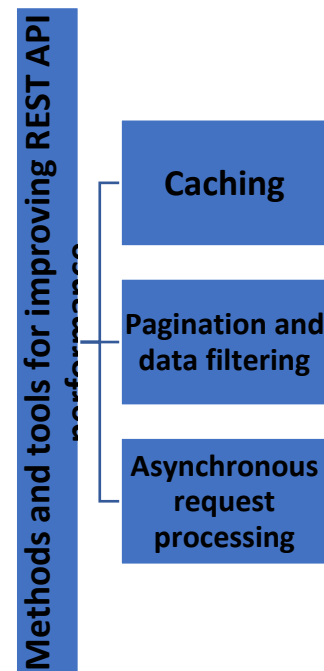 Methods and tools for improving REST API
performance
Caching
Pagination and
data filtering
Asynchronous
request
processing